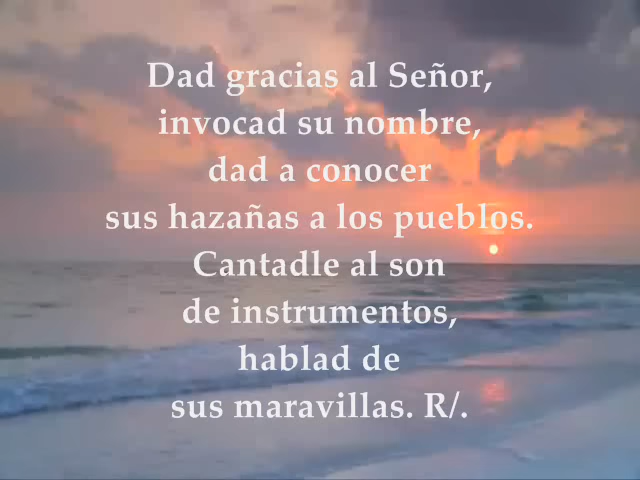 Dad gracias al Señor,
invocad su nombre,
dad a conocer
sus hazañas a los pueblos.
Cantadle al son
de instrumentos,
hablad de
sus maravillas. R/.